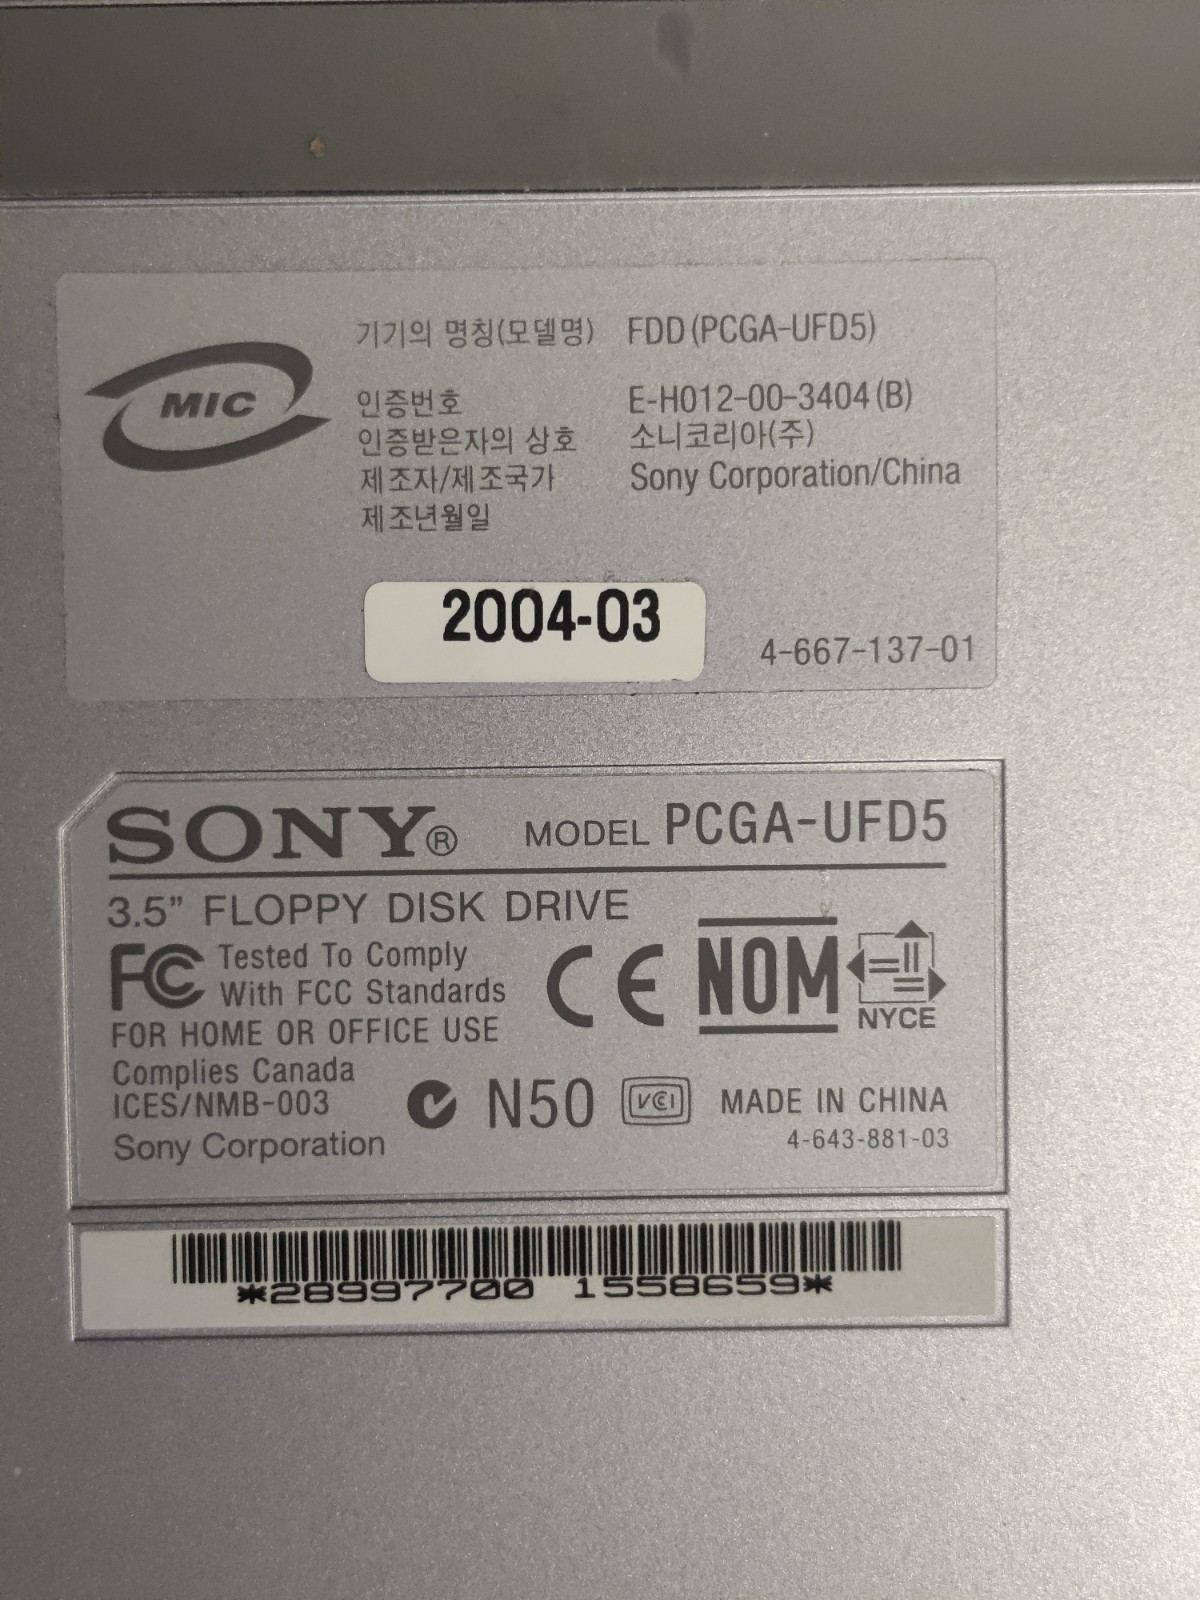 MIC
기기의 명칭(모델명) FDD(PCGA-UFD5)
인증번호 E-H012-00-3404(B)
인증받은자의 상호 소니코리아(주)
제조자/제조국가 Sony Corporation/China
제조년월일
2004-03
4-667-137-01
SONY® MODEL PCGA-UFD5
3.5" FLOPPY DISK DRIVE
FC Tested To Comply
With FCC Standards
FOR HOME OR OFFICE USE
CE NOM NYCE
Complies Canada
ICES/NMB-003
N50 VCI MADE IN CHINA
Sony Corporation 4-643-881-03
*28997700 1558659*